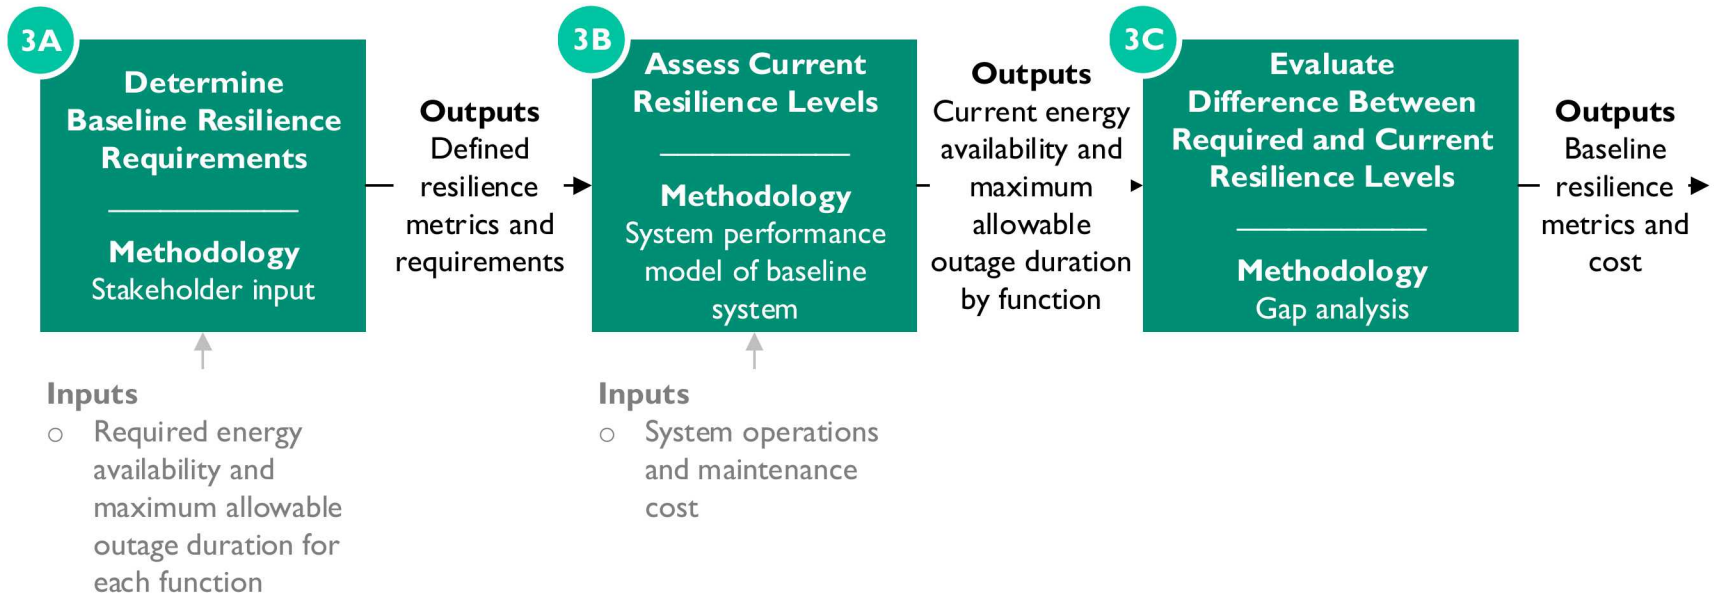 3A
Determine
Baseline Resilience
Requirements
Methodology
Stakeholder input
Inputs
○ Required energy
availability and
maximum allowable
outage duration for
each function
Outputs
Defined
resilience
metrics and
requirements
3B
Assess Current
Resilience Levels
Methodology
System performance
model of baseline
system
Inputs
○ System operations
and maintenance
cost
Outputs
Current energy
availability and
maximum
allowable
outage duration
by function
3C
Evaluate
Difference Between
Required and Current
Resilience Levels
Methodology
Gap analysis
Outputs
Baseline
resilience
metrics and
cost